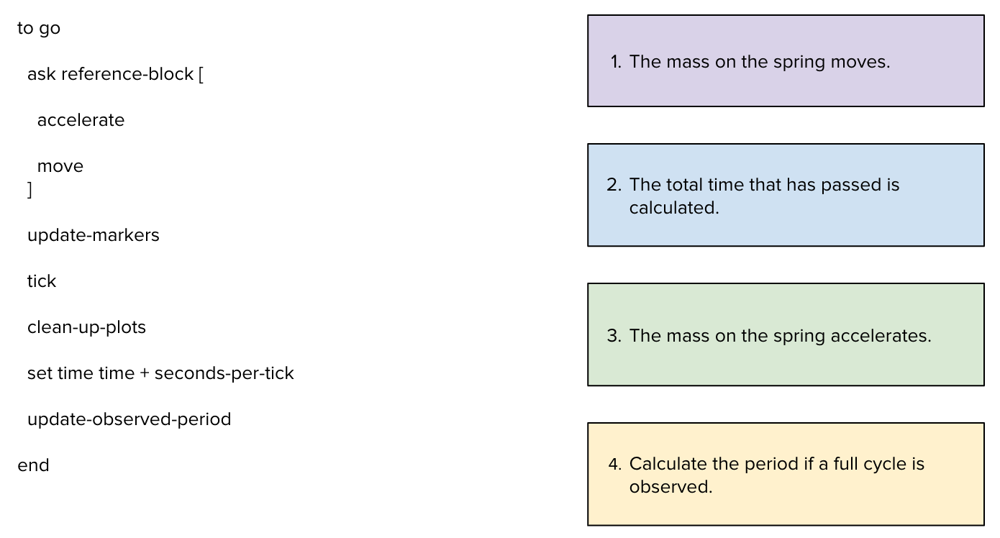 to go
ask reference-block [
accelerate
move
]
update-markers
tick
clean-up-plots
set time time + seconds-per-tick
update-observed-period
end
1. The mass on the spring moves.
2. The total time that has passed is
calculated.
3. The mass on the spring accelerates.
4. Calculate the period if a full cycle is
observed.